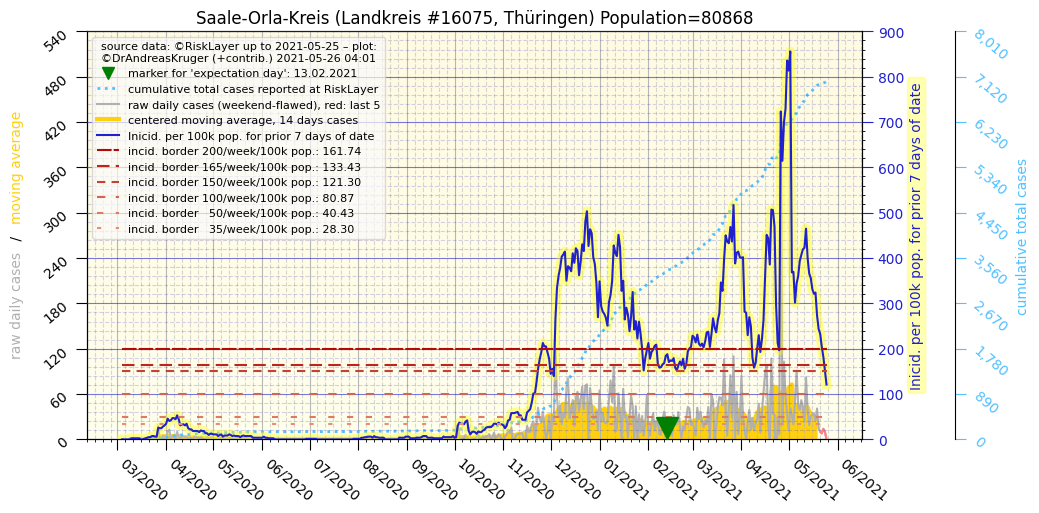 Saale-Orla-Kreis (Landkreis #16075, Thüringen) Population=80868
source data: ©RiskLayer up to 2021-05-25 – plot:
©DrAndreasKruger (+contrib.) 2021-05-26 04:01
marker for 'expectation day': 13.02.2021
cumulative total cases reported at RiskLayer
raw daily cases (weekend-flawed), red: last 5
centered moving average, 14 days cases
Inicid. per 100k pop. for prior 7 days of date
incid. border 200/week/100k pop.: 161.74
incid. border 165/week/100k pop.: 133.43
incid. border 150/week/100k pop.: 121.30
incid. border 100/week/100k pop.: 80.87
incid. border 50/week/100k pop.: 40.43
incid. border 35/week/100k pop.: 28.30
raw daily cases / moving average
540
480
420
360
300
240
180
120
60
0
900
800
700
600
500
400
300
200
100
0
Inicid. per 100k pop. for prior 7 days of date
8,010
7,120
6,230
5,340
4,450
3,560
2,670
1,780
890
0
cumulative total cases
03/2020
04/2020
05/2020
06/2020
07/2020
08/2020
09/2020
10/2020
11/2020
12/2020
01/2021
02/2021
03/2021
04/2021
05/2021
06/2021